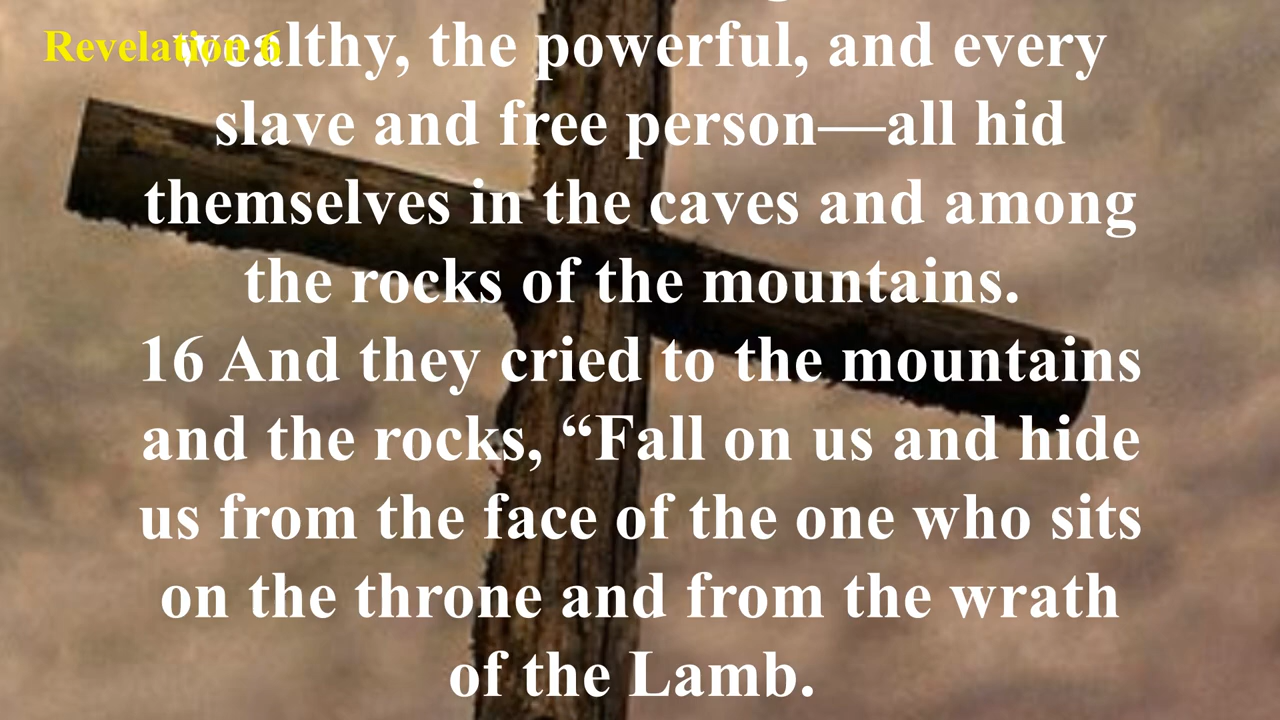 Revelation 6
wealthy, the powerful, and every
slave and free person—all hid
themselves in the caves and among
the rocks of the mountains.
16 And they cried to the mountains
and the rocks, “Fall on us and hide
us from the face of the one who sits
on the throne and from the wrath
of the Lamb.